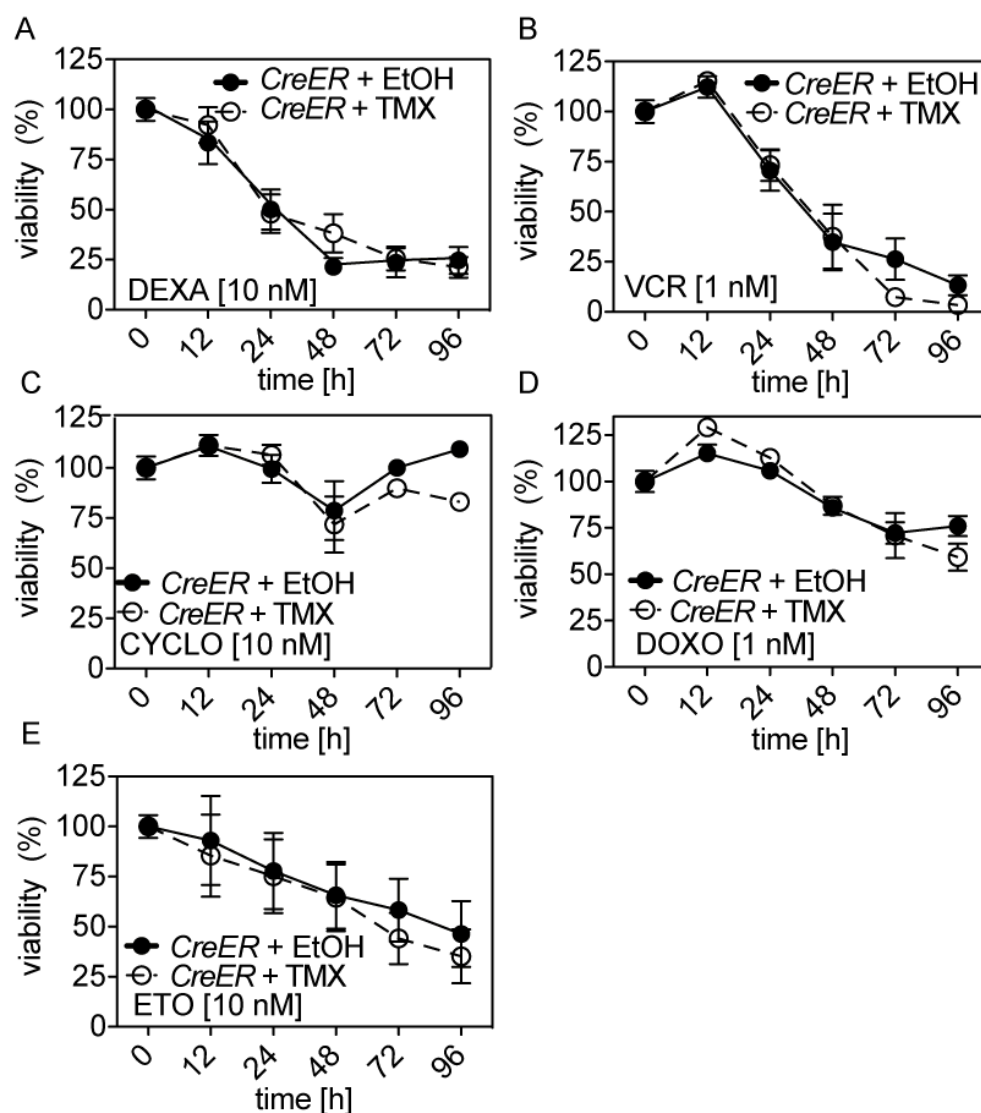 A
viability (%)
125
100
75
50
25
0
CreER + EtOH
CreER + TMX
DEXA [10 nM]
0 12 24 48 72 96
time [h]
B
viability (%)
125
100
75
50
25
0
CreER + EtOH
CreER + TMX
VCR [1 nM]
0 12 24 48 72 96
time [h]
C
viability (%)
125
100
75
50
25
0
CreER + EtOH
CreER + TMX
CYCLO [10 nM]
0 12 24 48 72 96
time [h]
D
viability (%)
125
100
75
50
25
0
CreER + EtOH
CreER + TMX
DOXO [1 nM]
0 12 24 48 72 96
time [h]
E
viability (%)
125
100
75
50
25
0
CreER + EtOH
CreER + TMX
ETO [10 nM]
0 12 24 48 72 96
time [h]